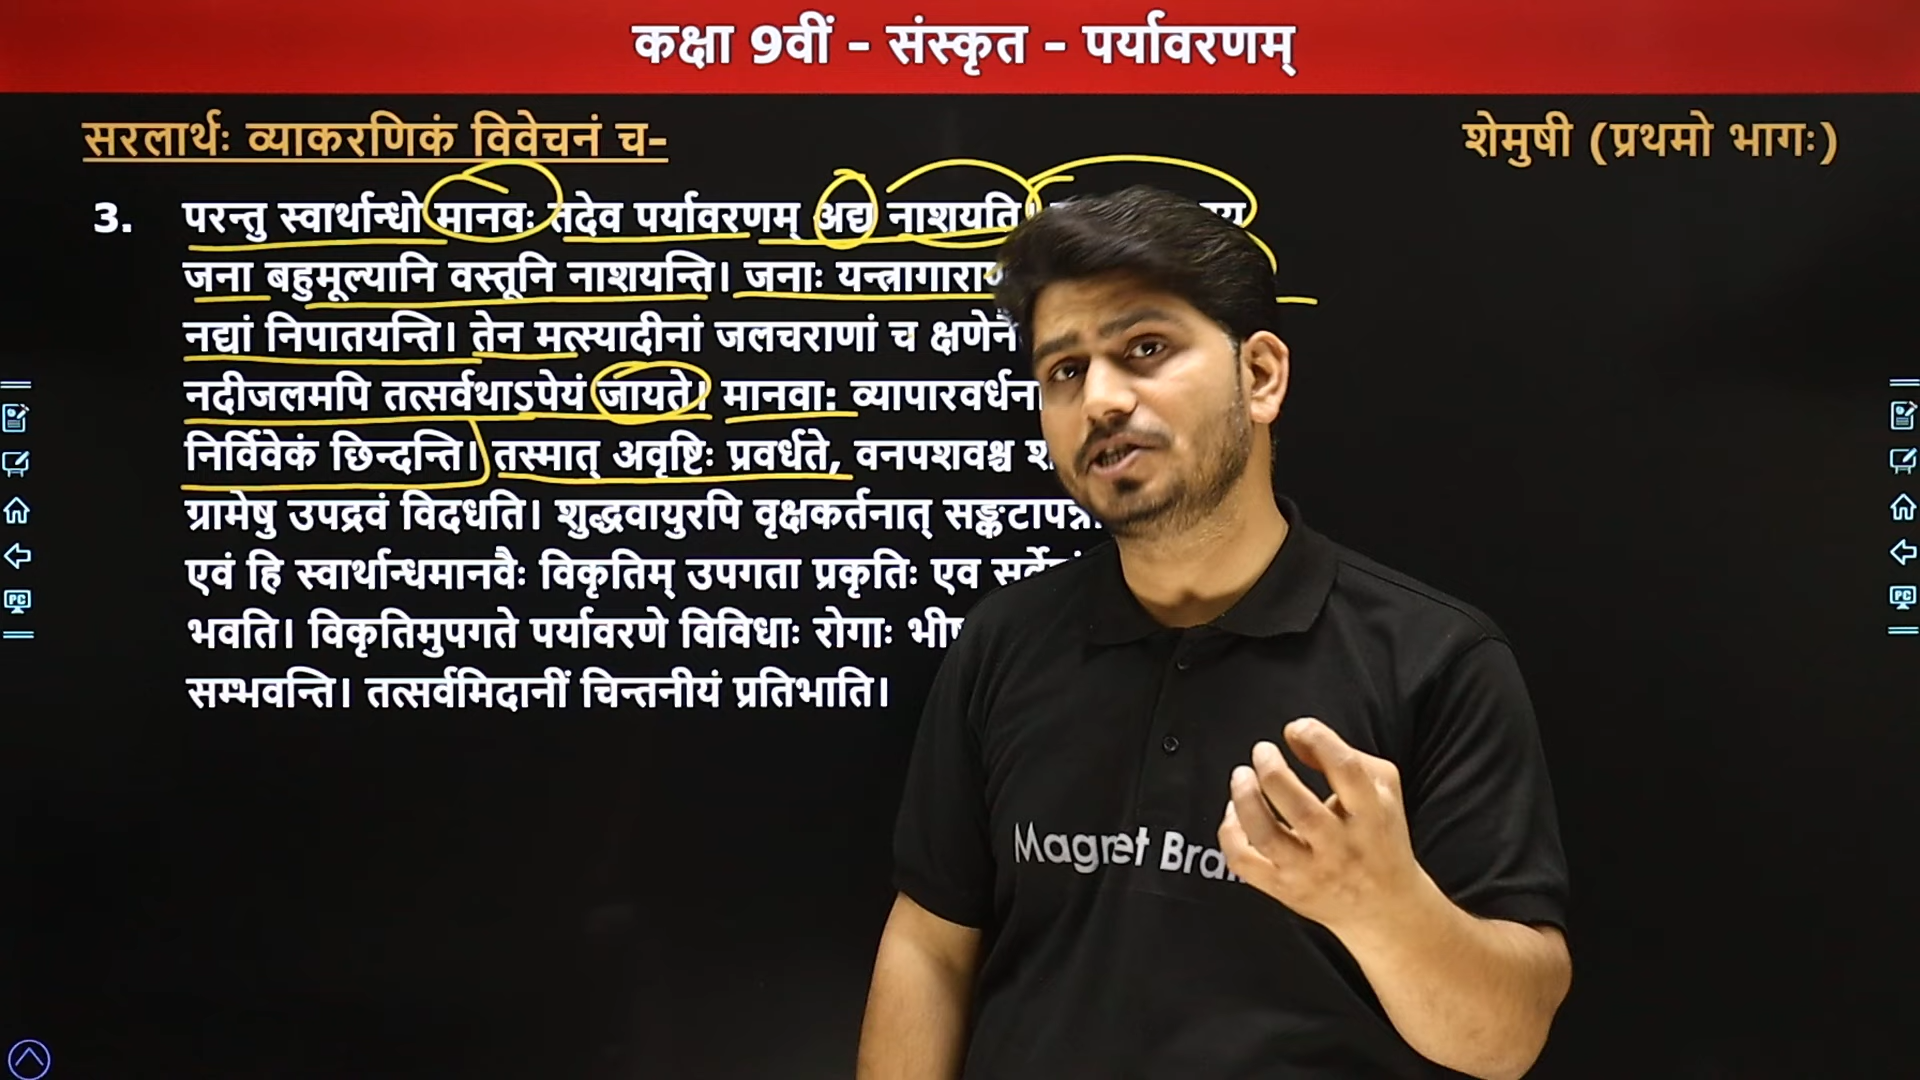 कक्षा 9वीं - संस्कृत - पर्यावरणम्
सरलार्थः व्याकरणिकं विवेचनं च-
शेमुषी (प्रथमो भागः)
3. परन्तु स्वार्थान्धो मानवः तदेव पर्यावरणम् अद्य नाशयति।
जना बहुमूल्यानि वस्तूनि नाशयन्ति। जनाः
नद्यां निपातयन्ति। तेन मत्स्यादीनां जलचराणां च
नदीजलमपि तत्सर्वथाऽपेयं जायते। मानवा:
निर्विवेकं छिन्दन्ति। तस्मात् अवृष्टिः प्रवर्धते, वनपशवश्च
ग्रामेषु उपद्रवं विदधति। शुद्धवायुरपि वृक्षकर्तनात्
एवं हि स्वार्थान्धमानवैः विकृतिम् उपगता प्रकृतिः एव
भवति। विकृतिमुपगते पर्यावरणे विविधाः रोगाः
सम्भवन्ति। तत्सर्वमिदानीं चिन्तनीयं प्रतिभाति।
PC
PC
Magnet